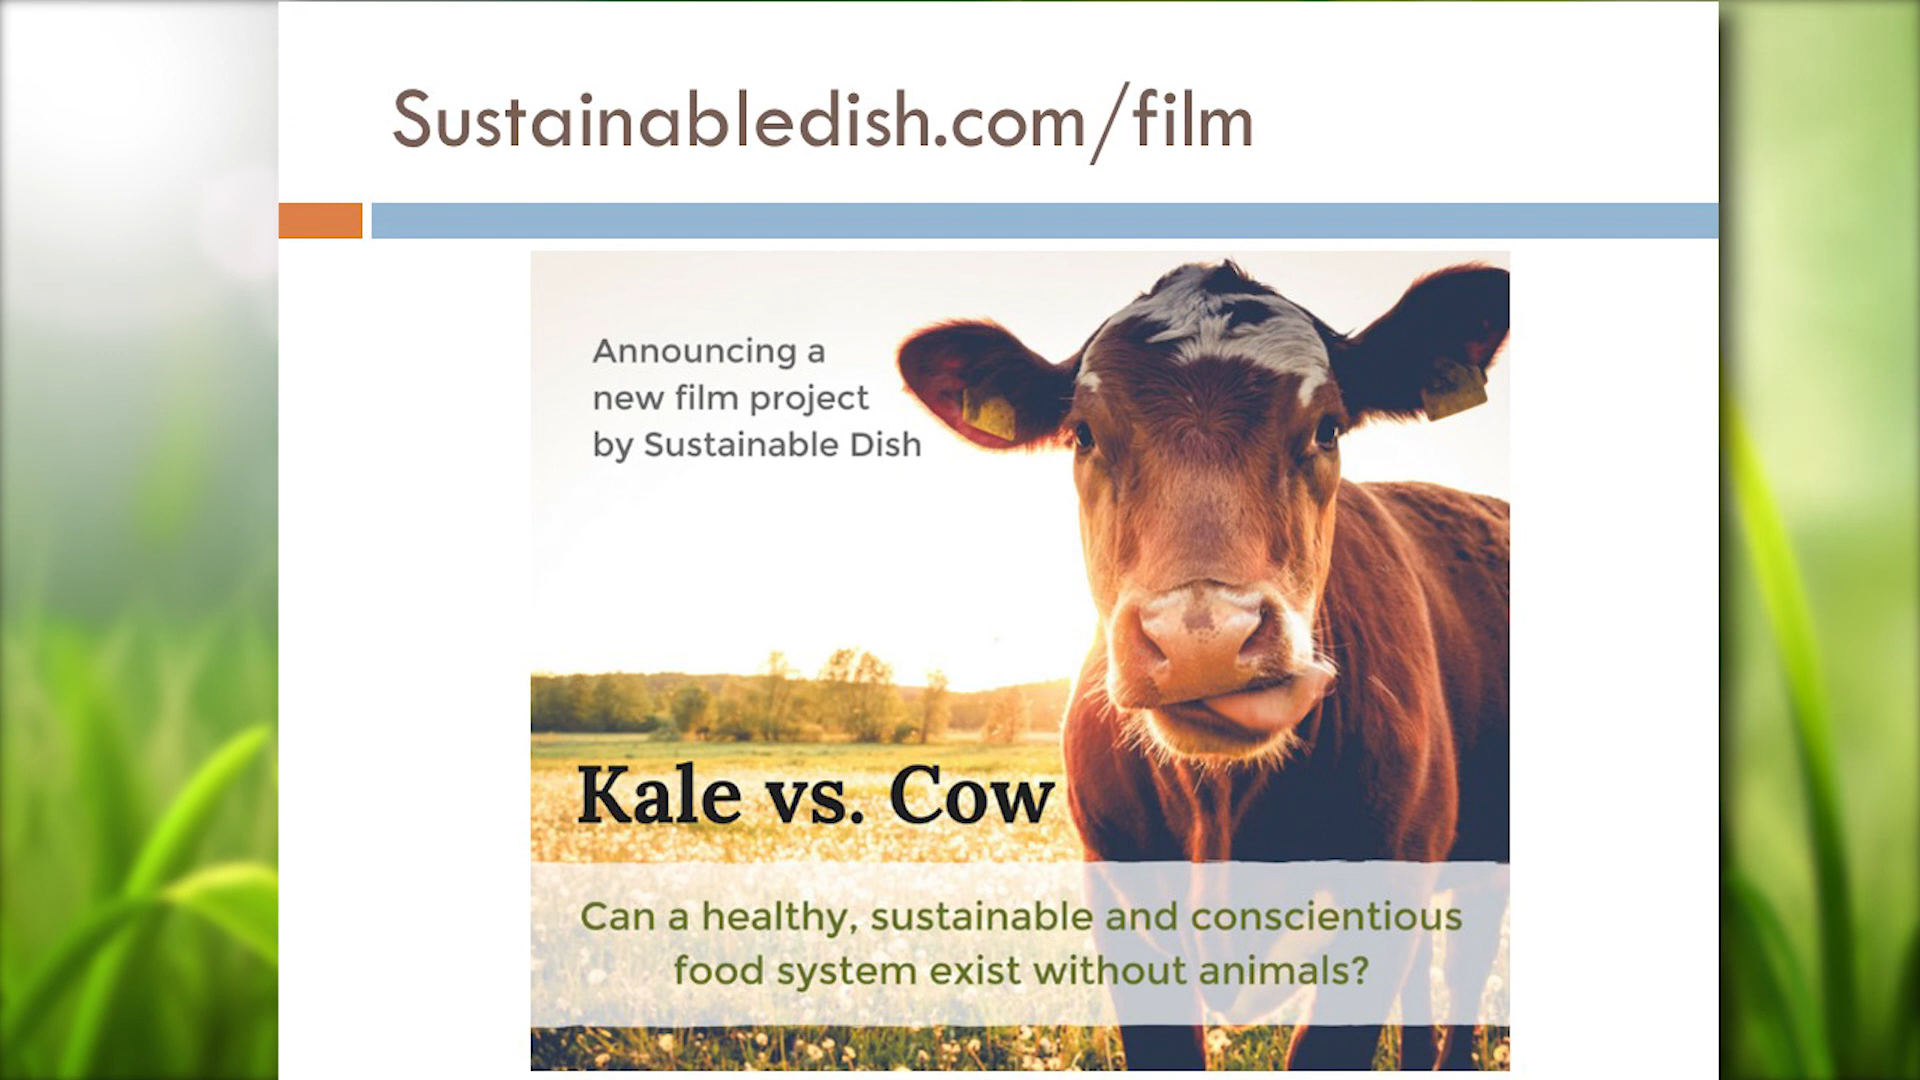 Sustainabledish.com/film
Announcing a
new film project
by Sustainable Dish
Kale vs. Cow
Can a healthy, sustainable and conscientious
food system exist without animals?